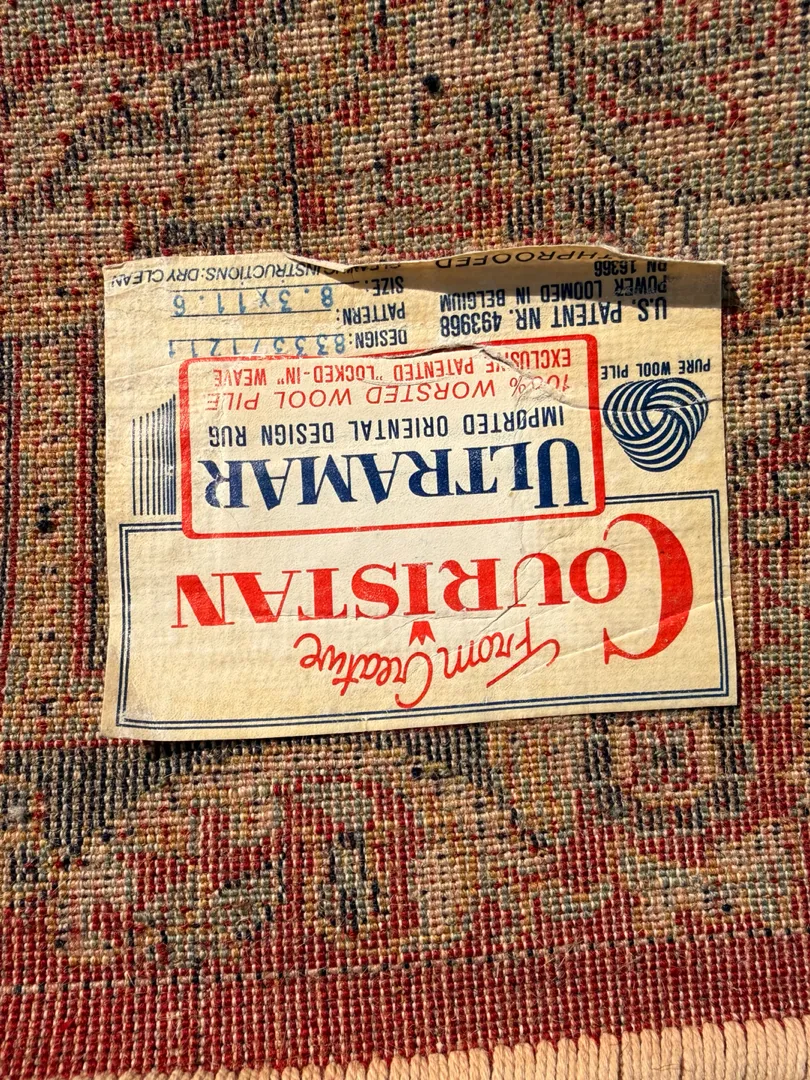 From Creative
COURISTAN
ULTRAMAR
IMPORTED ORIENTAL DESIGN RUG
100% WORSTED WOOL PILE
EXCLUSIVE PATENTED "LOCKED-IN" WEAVE
PURE WOOL PILE
U.S. PATENT NR. 493968
POWER LOOMED IN BELGIUM
RN 16366
THPROOFED
DESIGN:
PATTERN:
SIZE: 8.3x11.6
CLEANING INSTRUCTIONS: DRY CLEAN